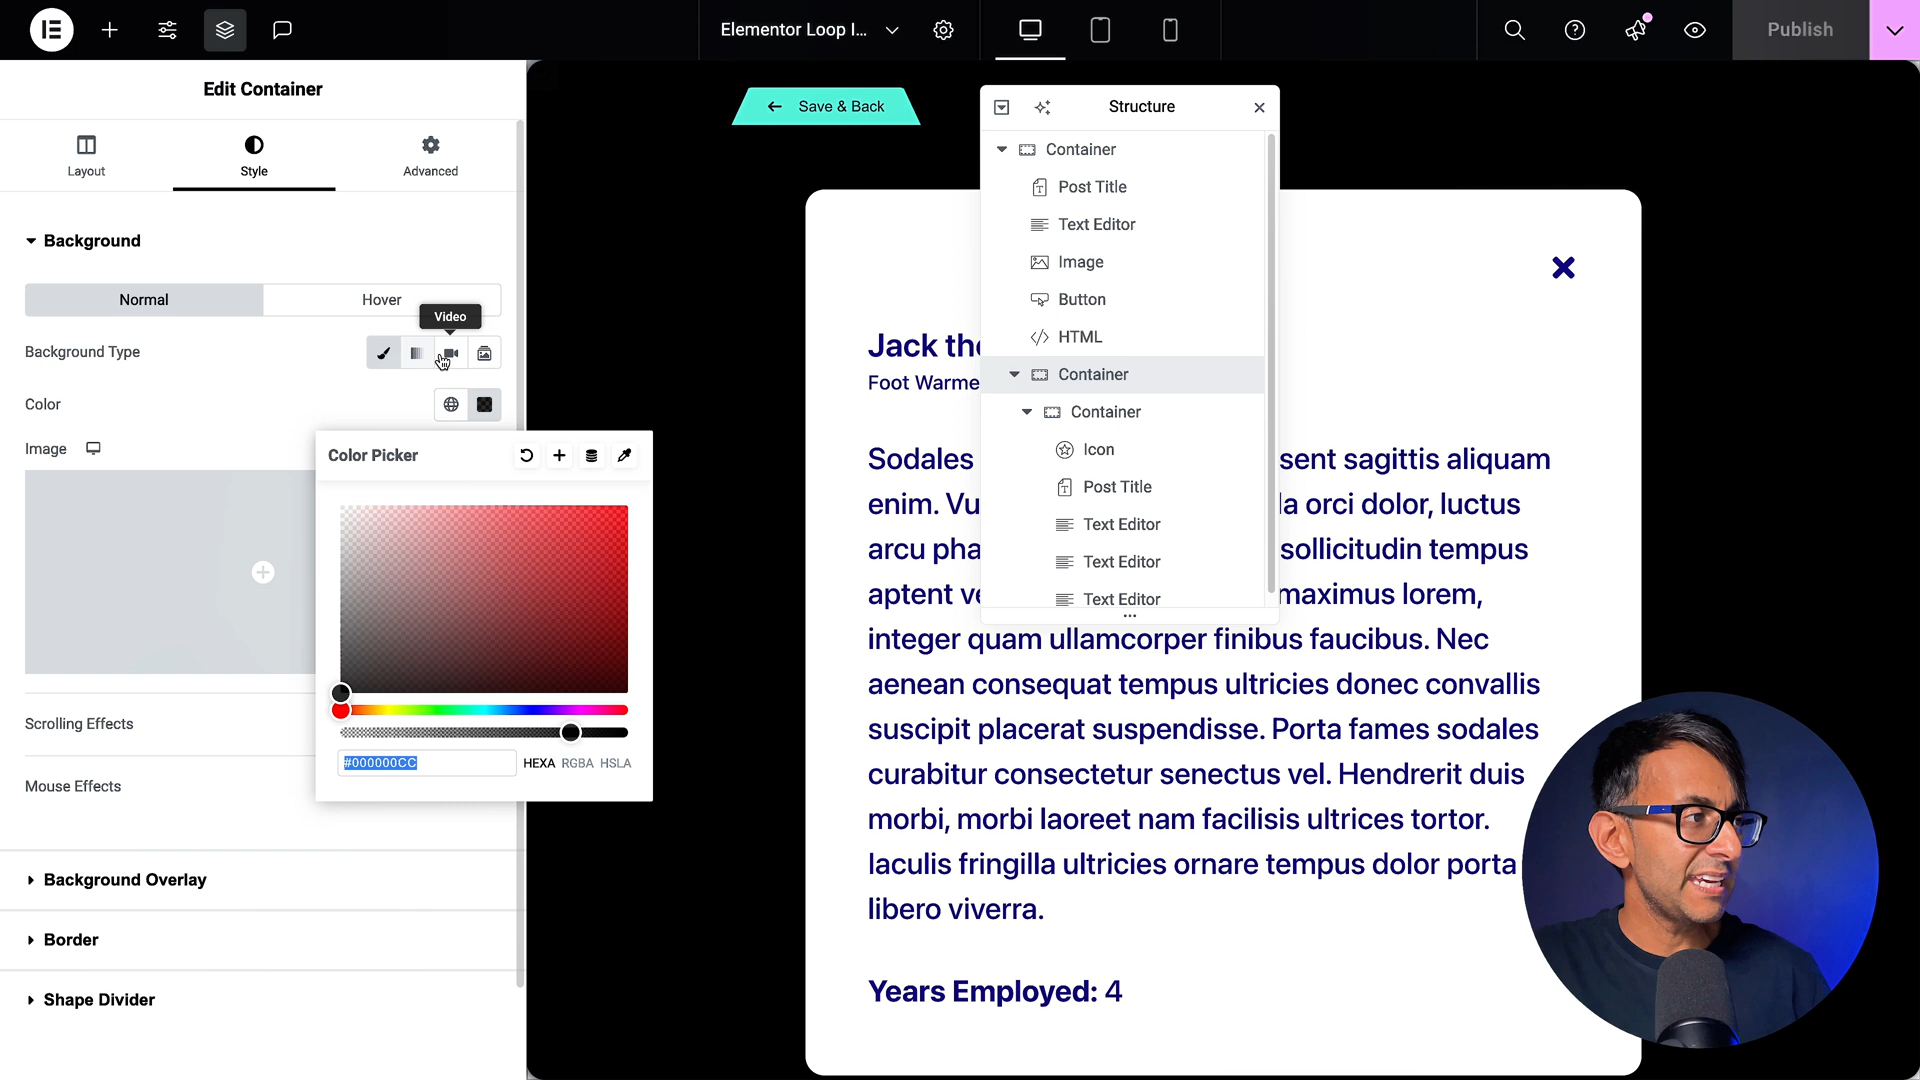 Elementor Loop I...
Publish
Edit Container
Layout
Style
Advanced
Background
Normal
Hover
Video
Background Type
Color
Image
Color Picker
#000000CC
HEXA RGBA HSLA
Scrolling Effects
Mouse Effects
Background Overlay
Border
Shape Divider
Save & Back
Structure
Container
Post Title
Text Editor
Image
Button
HTML
Container
Container
Icon
Post Title
Text Editor
Text Editor
Text Editor
...
Jack the
Foot Warme
Sodales sent sagittis aliquam
enim. Vu la orci dolor, luctus
arcu pha sollicitudin tempus
aptent ve maximus lorem,
integer quam ullamcorper finibus faucibus. Nec
aenean consequat tempus ultricies donec convallis
suscipit placerat suspendisse. Porta fames sodales
curabitur consectetur senectus vel. Hendrerit duis
morbi, morbi laoreet nam facilisis ultrices tortor.
Iaculis fringilla ultricies ornare tempus dolor porta
libero viverra.
Years Employed: 4